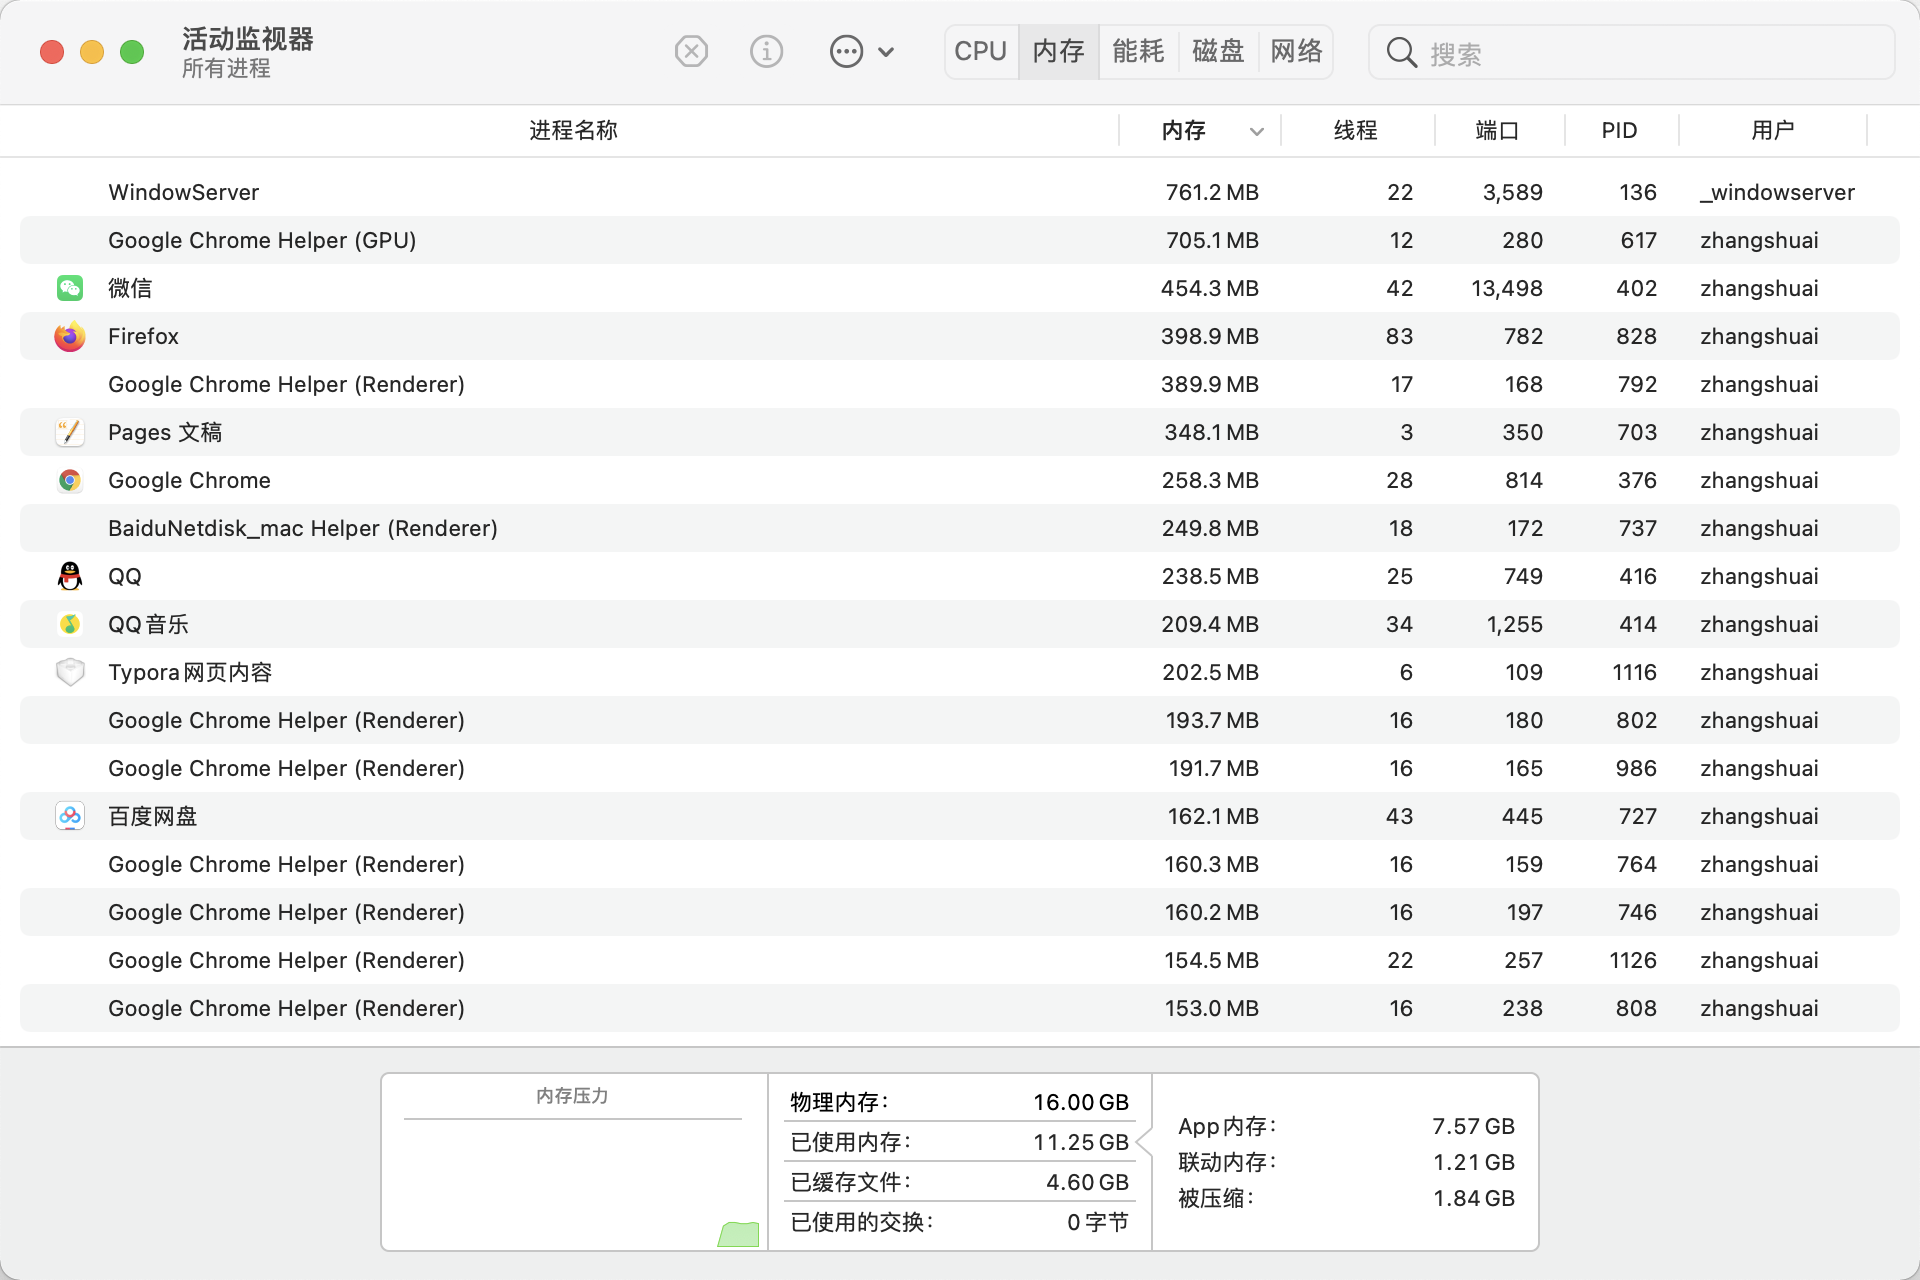 活动监视器
所有进程
CPU 内存 能耗 磁盘 网络 搜索
进程名称 内存 线程 端口 PID 用户
WindowServer 761.2 MB 22 3,589 136 _windowserver
Google Chrome Helper (GPU) 705.1 MB 12 280 617 zhangshuai
微信 454.3 MB 42 13,498 402 zhangshuai
Firefox 398.9 MB 83 782 828 zhangshuai
Google Chrome Helper (Renderer) 389.9 MB 17 168 792 zhangshuai
Pages 文稿 348.1 MB 3 350 703 zhangshuai
Google Chrome 258.3 MB 28 814 376 zhangshuai
BaiduNetdisk_mac Helper (Renderer) 249.8 MB 18 172 737 zhangshuai
QQ 238.5 MB 25 749 416 zhangshuai
QQ音乐 209.4 MB 34 1,255 414 zhangshuai
Typora网页内容 202.5 MB 6 109 1116 zhangshuai
Google Chrome Helper (Renderer) 193.7 MB 16 180 802 zhangshuai
Google Chrome Helper (Renderer) 191.7 MB 16 165 986 zhangshuai
百度网盘 162.1 MB 43 445 727 zhangshuai
Google Chrome Helper (Renderer) 160.3 MB 16 159 764 zhangshuai
Google Chrome Helper (Renderer) 160.2 MB 16 197 746 zhangshuai
Google Chrome Helper (Renderer) 154.5 MB 22 257 1126 zhangshuai
Google Chrome Helper (Renderer) 153.0 MB 16 238 808 zhangshuai
内存压力
物理内存： 16.00 GB
已使用内存： 11.25 GB
已缓存文件： 4.60 GB
已使用的交换： 0 字节
App内存： 7.57 GB
联动内存： 1.21 GB
被压缩： 1.84 GB